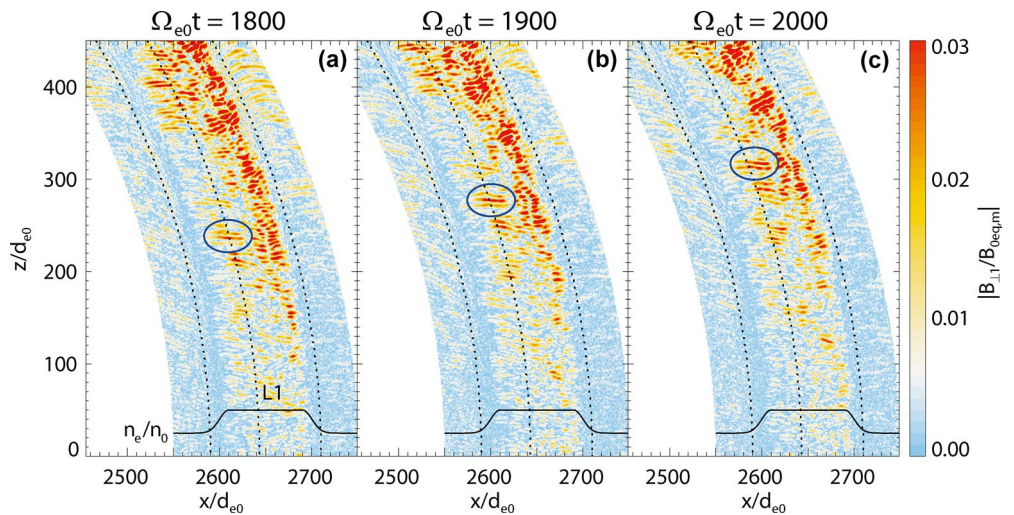 Ωe0t = 1800 Ωe0t = 1900 Ωe0t = 2000
(a) (b) (c)
0.03
400
300
0.02
z/de0
|B⊥1/B0eq,m|
200
0.01
100
L1
ne/n0
0
0.00
2500 2600 2700 2500 2600 2700 2500 2600 2700
x/de0 x/de0 x/de0